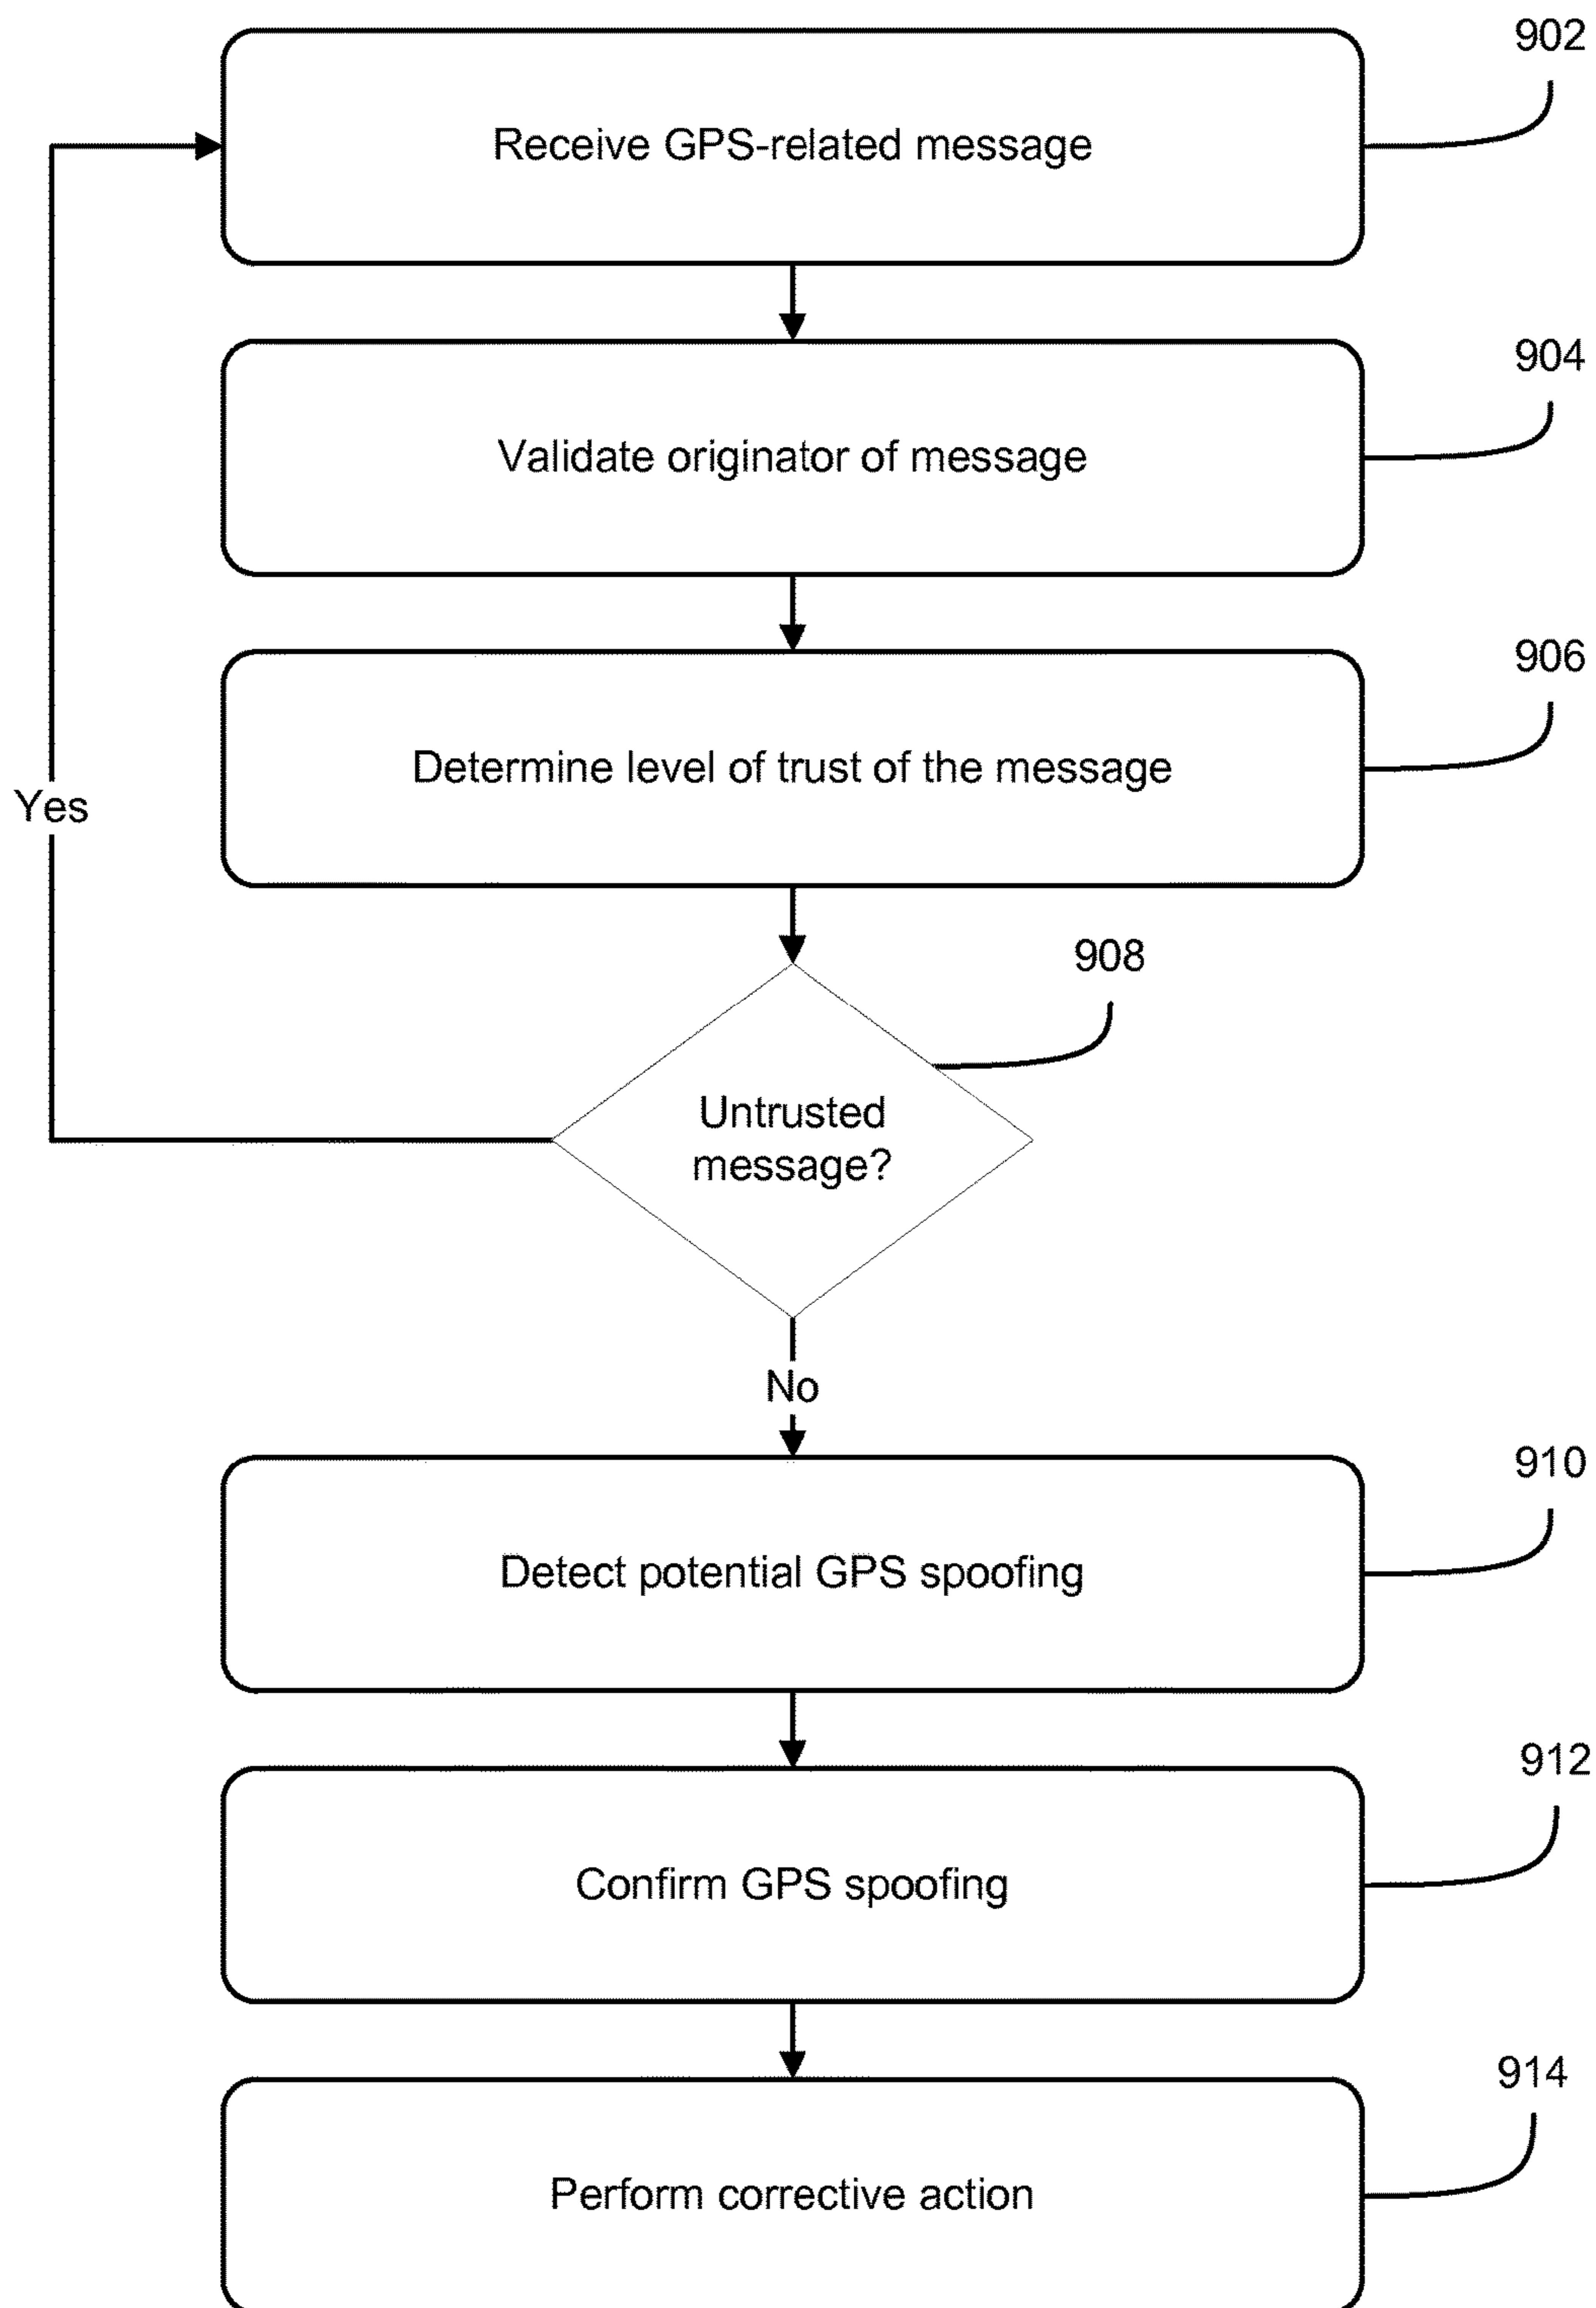 902
Receive GPS-related message
904
Validate originator of message
906
Determine level of trust of the message
Yes
908
Untrusted
message?
No
910
Detect potential GPS spoofing
912
Confirm GPS spoofing
914
Perform corrective action